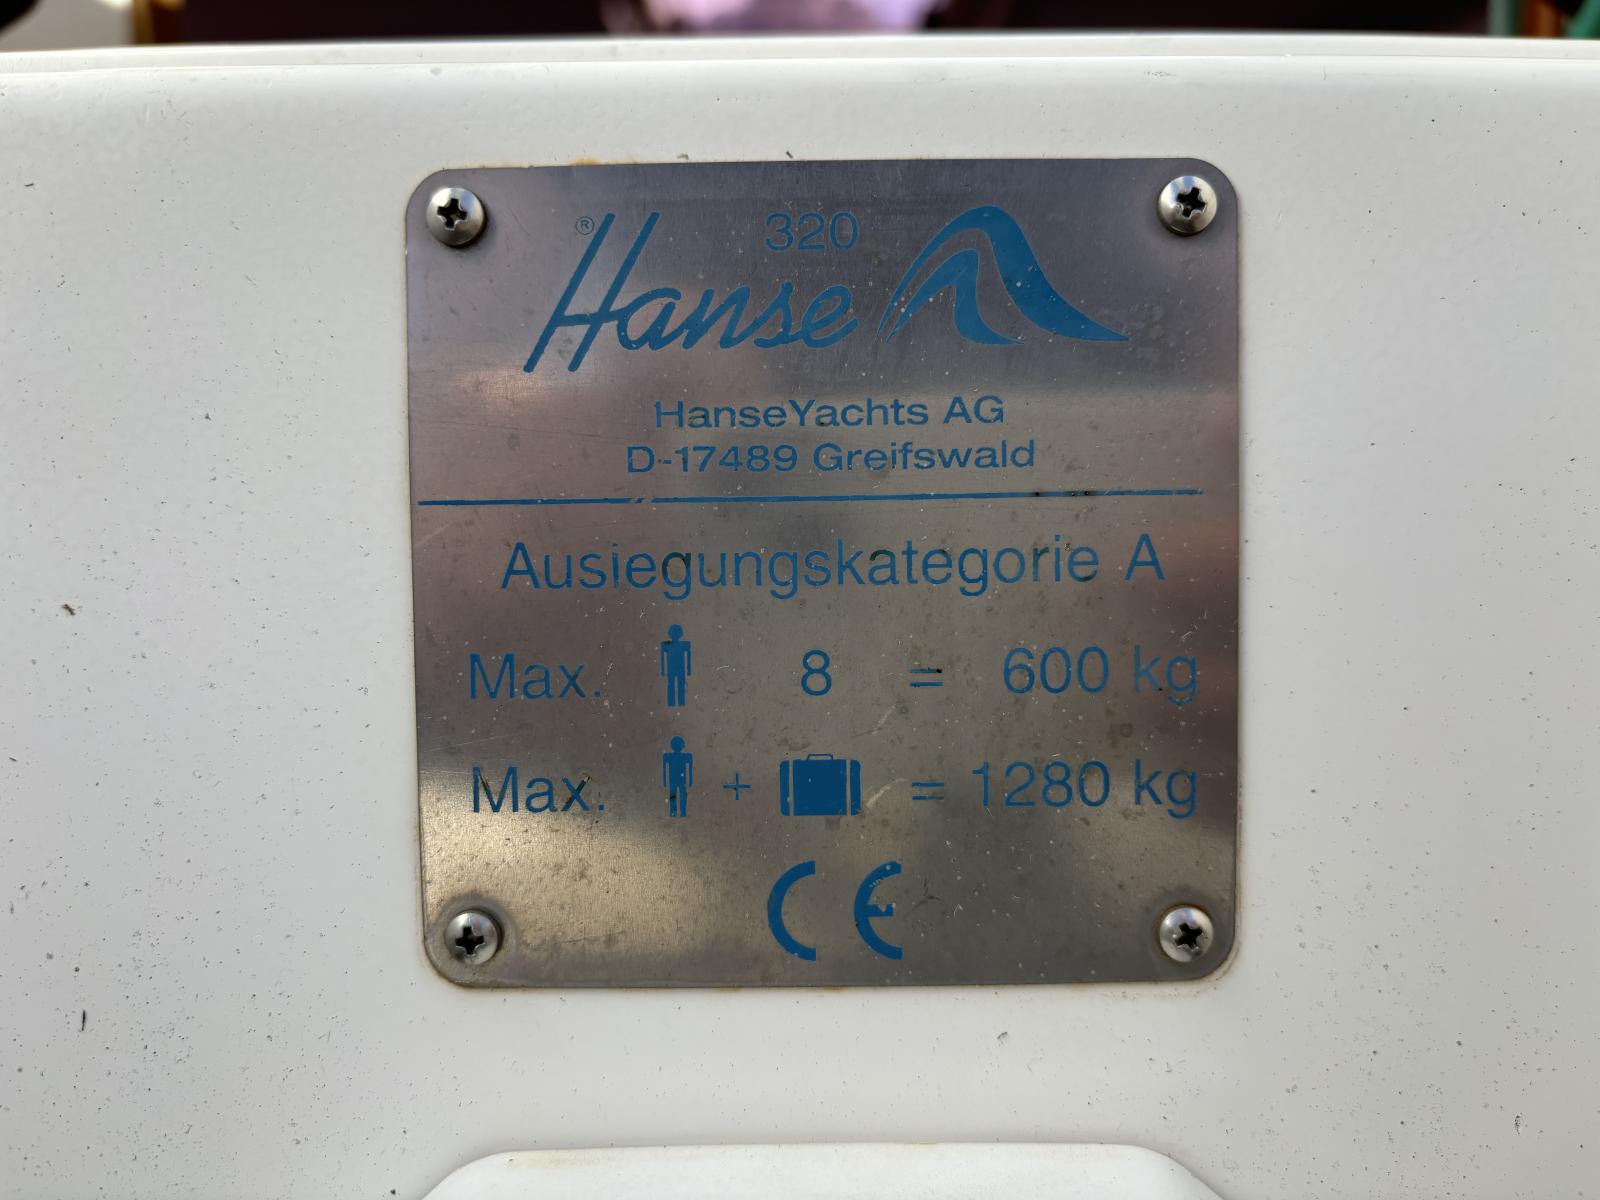 320
® Hanse
HanseYachts AG
D-17489 Greifswald
Ausiegungskategorie A
Max. 8 = 600 kg
Max. + = 1280 kg
CE